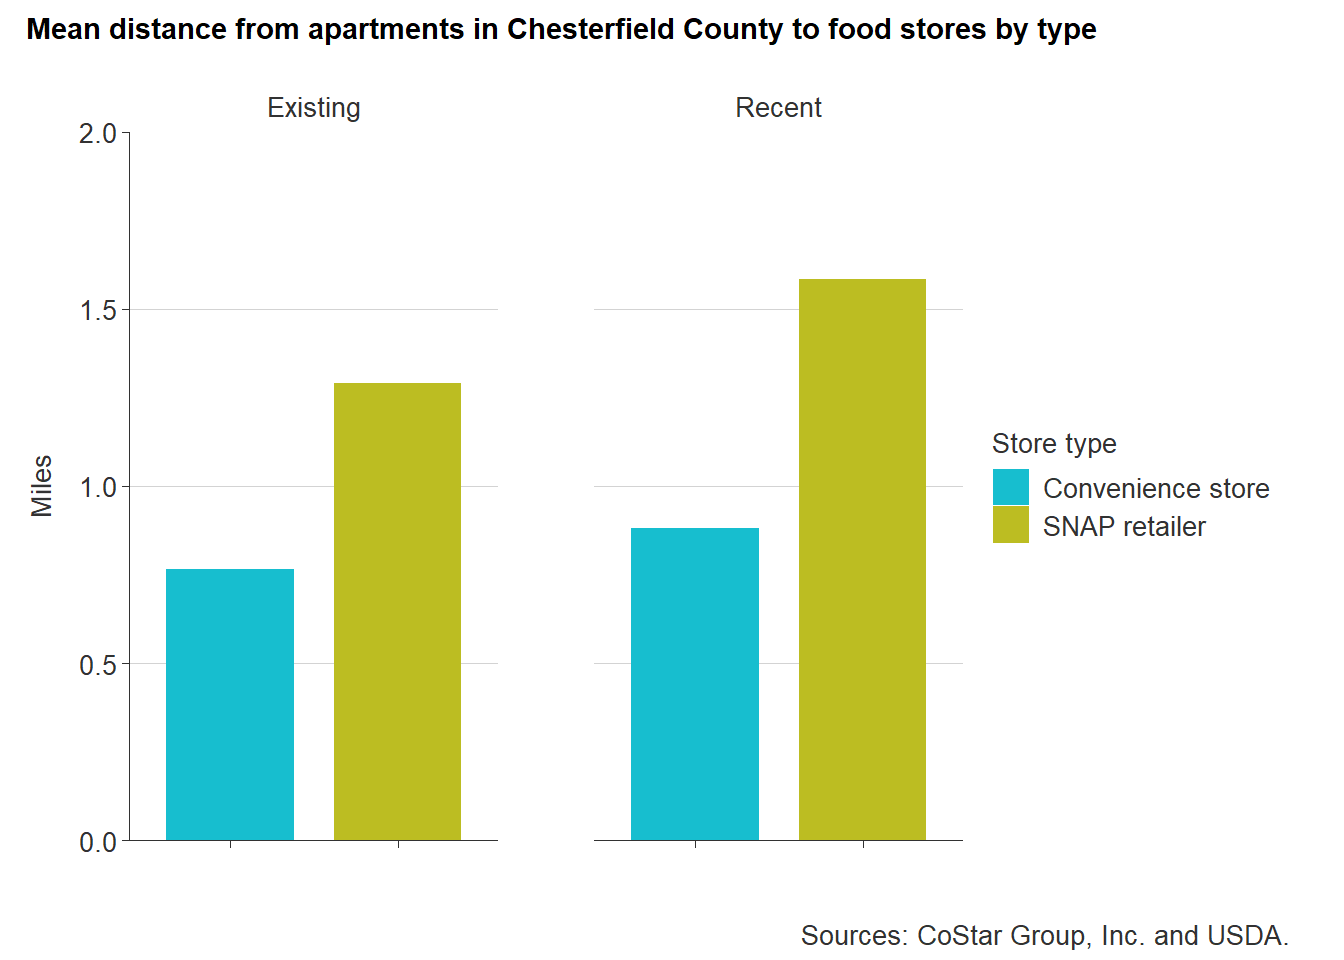 Mean distance from apartments in Chesterfield County to food stores by type
Existing
Recent
2.0
1.5
1.0
0.5
0.0
Miles
Store type
Convenience store
SNAP retailer
Sources: CoStar Group, Inc. and USDA.